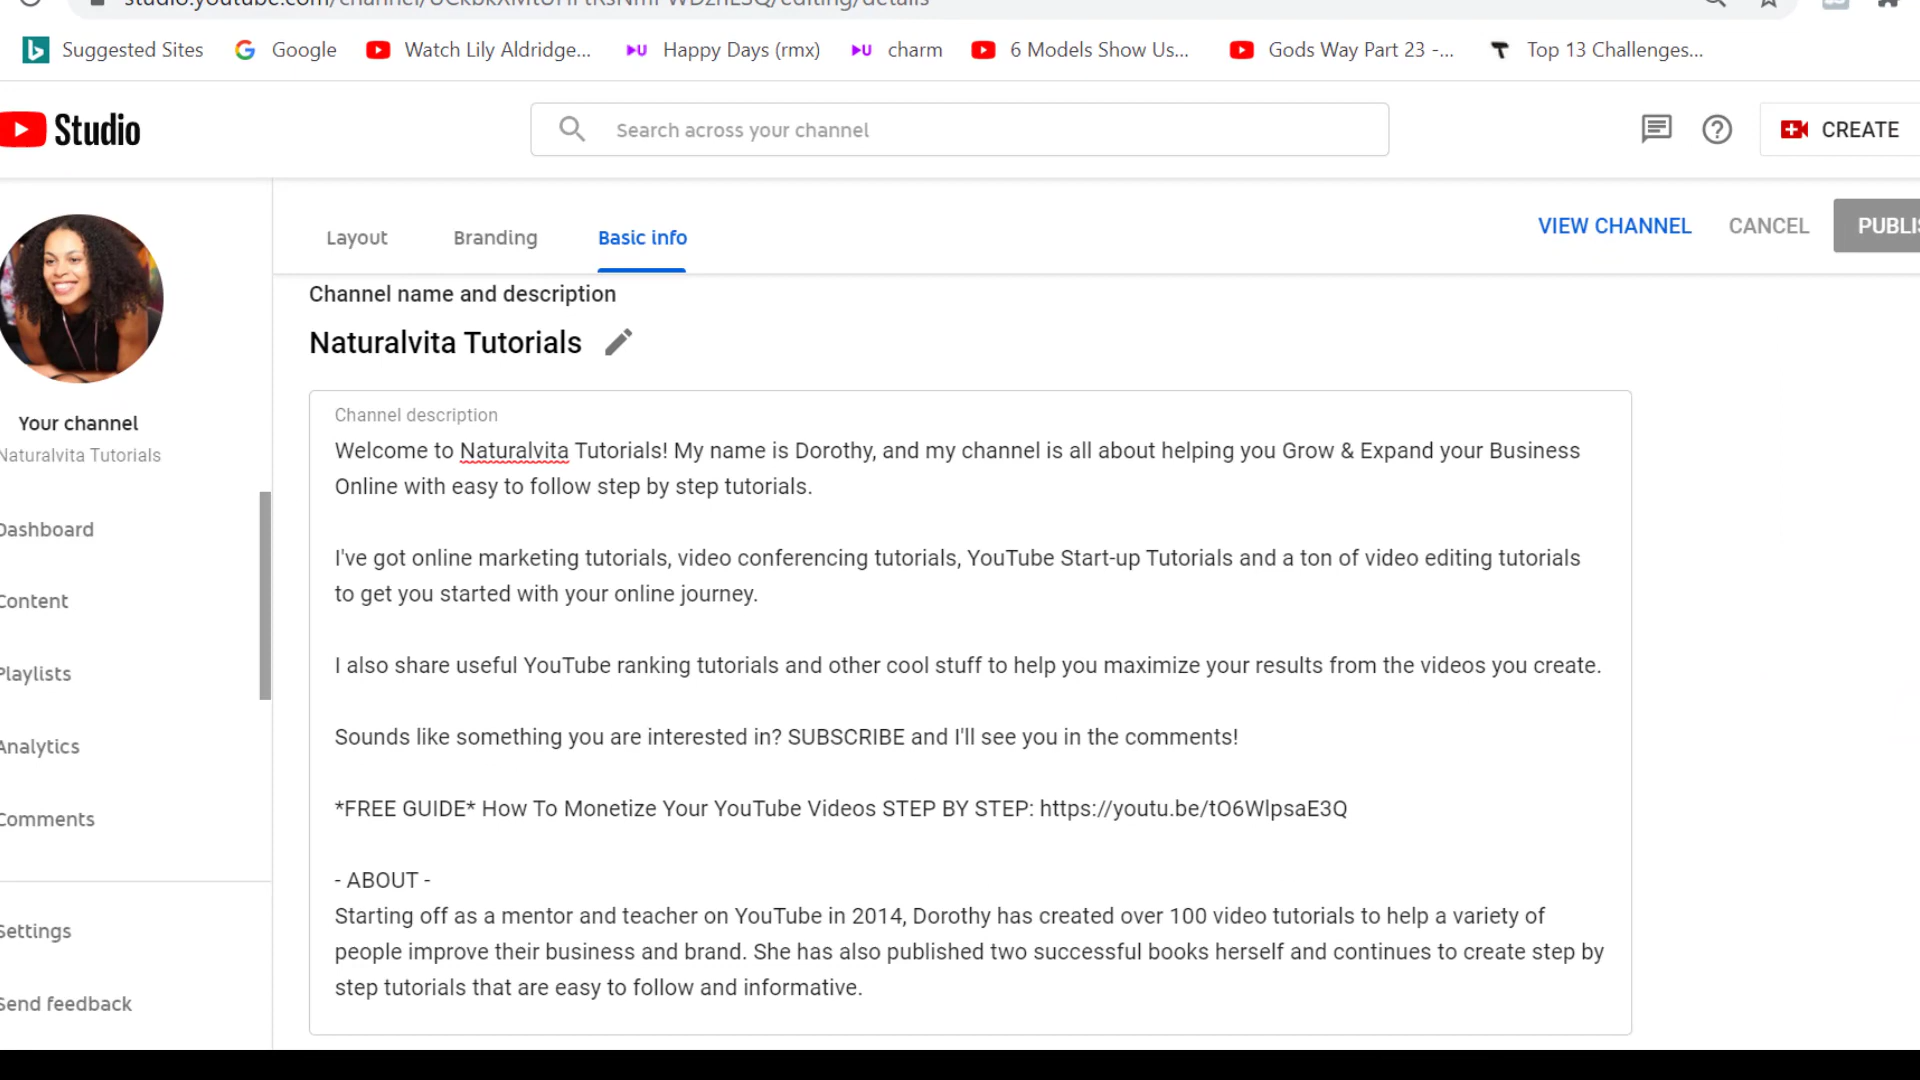 Suggested Sites Google Watch Lily Aldridge... Happy Days (rmx) charm 6 Models Show Us... Gods Way Part 23 -... Top 13 Challenges...
Studio
Search across your channel
CREATE
Layout Branding Basic info
VIEW CHANNEL CANCEL PUBLIS
Channel name and description
Naturalvita Tutorials
Your channel
Naturalvita Tutorials
Dashboard
Content
Playlists
Analytics
Comments
Settings
Send feedback
Channel description
Welcome to Naturalvita Tutorials! My name is Dorothy, and my channel is all about helping you Grow & Expand your Business
Online with easy to follow step by step tutorials.
I've got online marketing tutorials, video conferencing tutorials, YouTube Start-up Tutorials and a ton of video editing tutorials
to get you started with your online journey.
I also share useful YouTube ranking tutorials and other cool stuff to help you maximize your results from the videos you create.
Sounds like something you are interested in? SUBSCRIBE and I'll see you in the comments!
*FREE GUIDE* How To Monetize Your YouTube Videos STEP BY STEP: https://youtu.be/tO6WlpsaE3Q
- ABOUT -
Starting off as a mentor and teacher on YouTube in 2014, Dorothy has created over 100 video tutorials to help a variety of
people improve their business and brand. She has also published two successful books herself and continues to create step by
step tutorials that are easy to follow and informative.